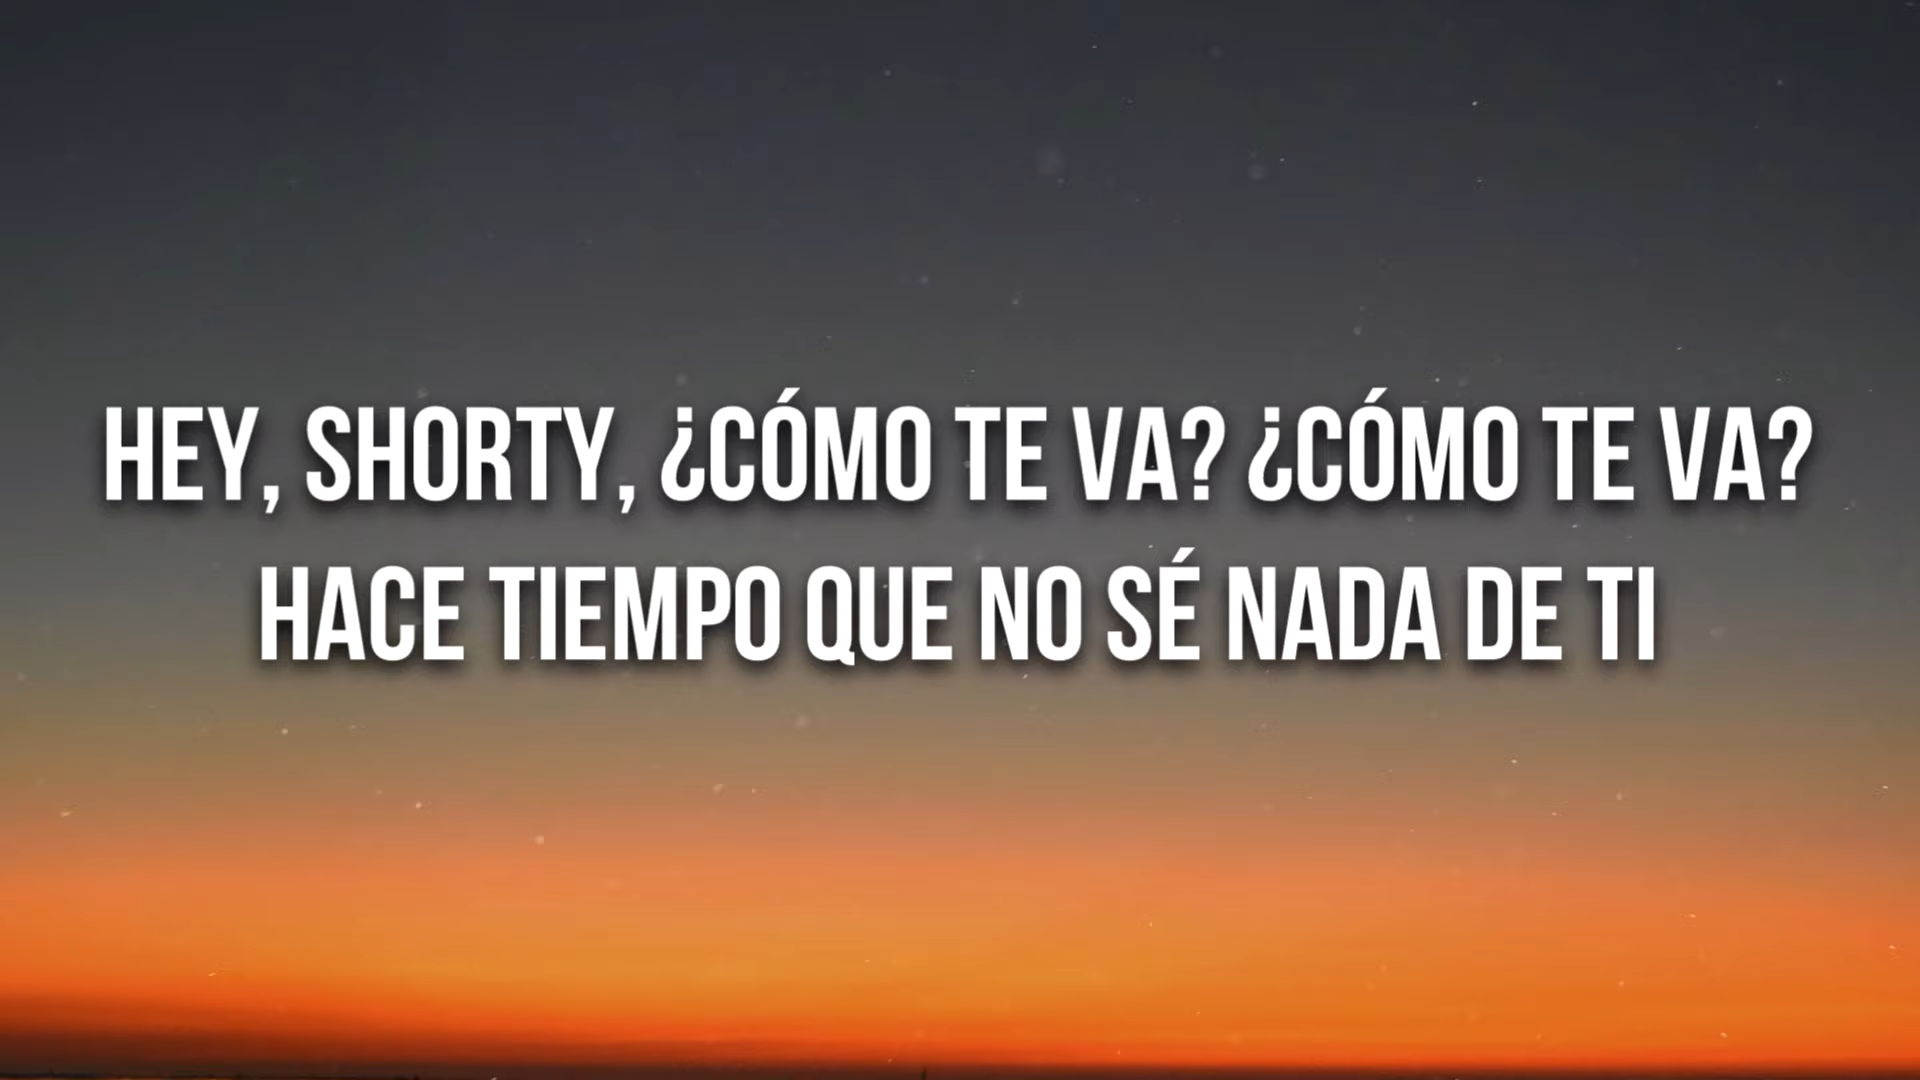 HEY, SHORTY, ¿CÓMO TE VA? ¿CÓMO TE VA?
HACE TIEMPO QUE NO SÉ NADA DE TI